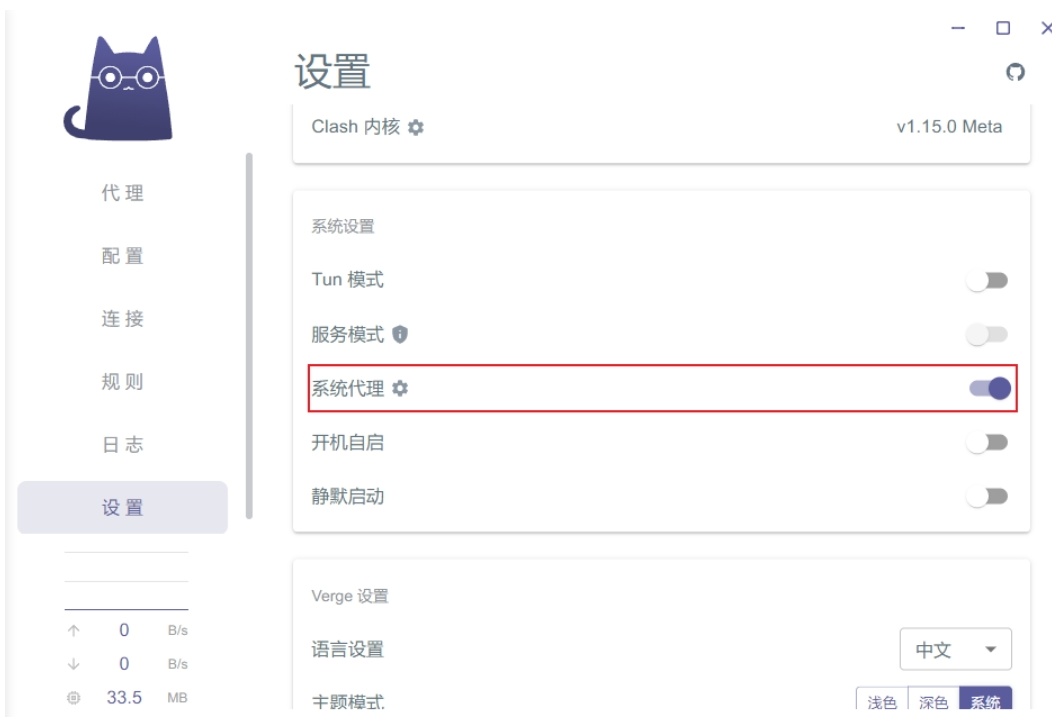 设置
Clash 内核
v1.15.0 Meta
代理
配置
连接
规则
日志
设置
0 B/s
0 B/s
33.5 MB
系统设置
Tun 模式
服务模式
系统代理
开机自启
静默启动
Verge 设置
语言设置
中文
主题模式
浅色 深色 系统